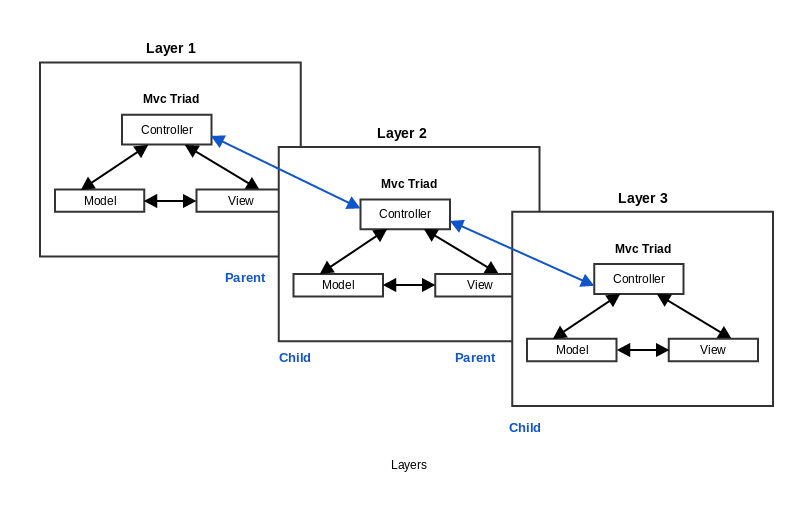 Layer 1
Mvc Triad
Controller
Model
View
Parent
Layer 2
Mvc Triad
Controller
Model
View
Child
Parent
Layer 3
Mvc Triad
Controller
Model
View
Child
Layers